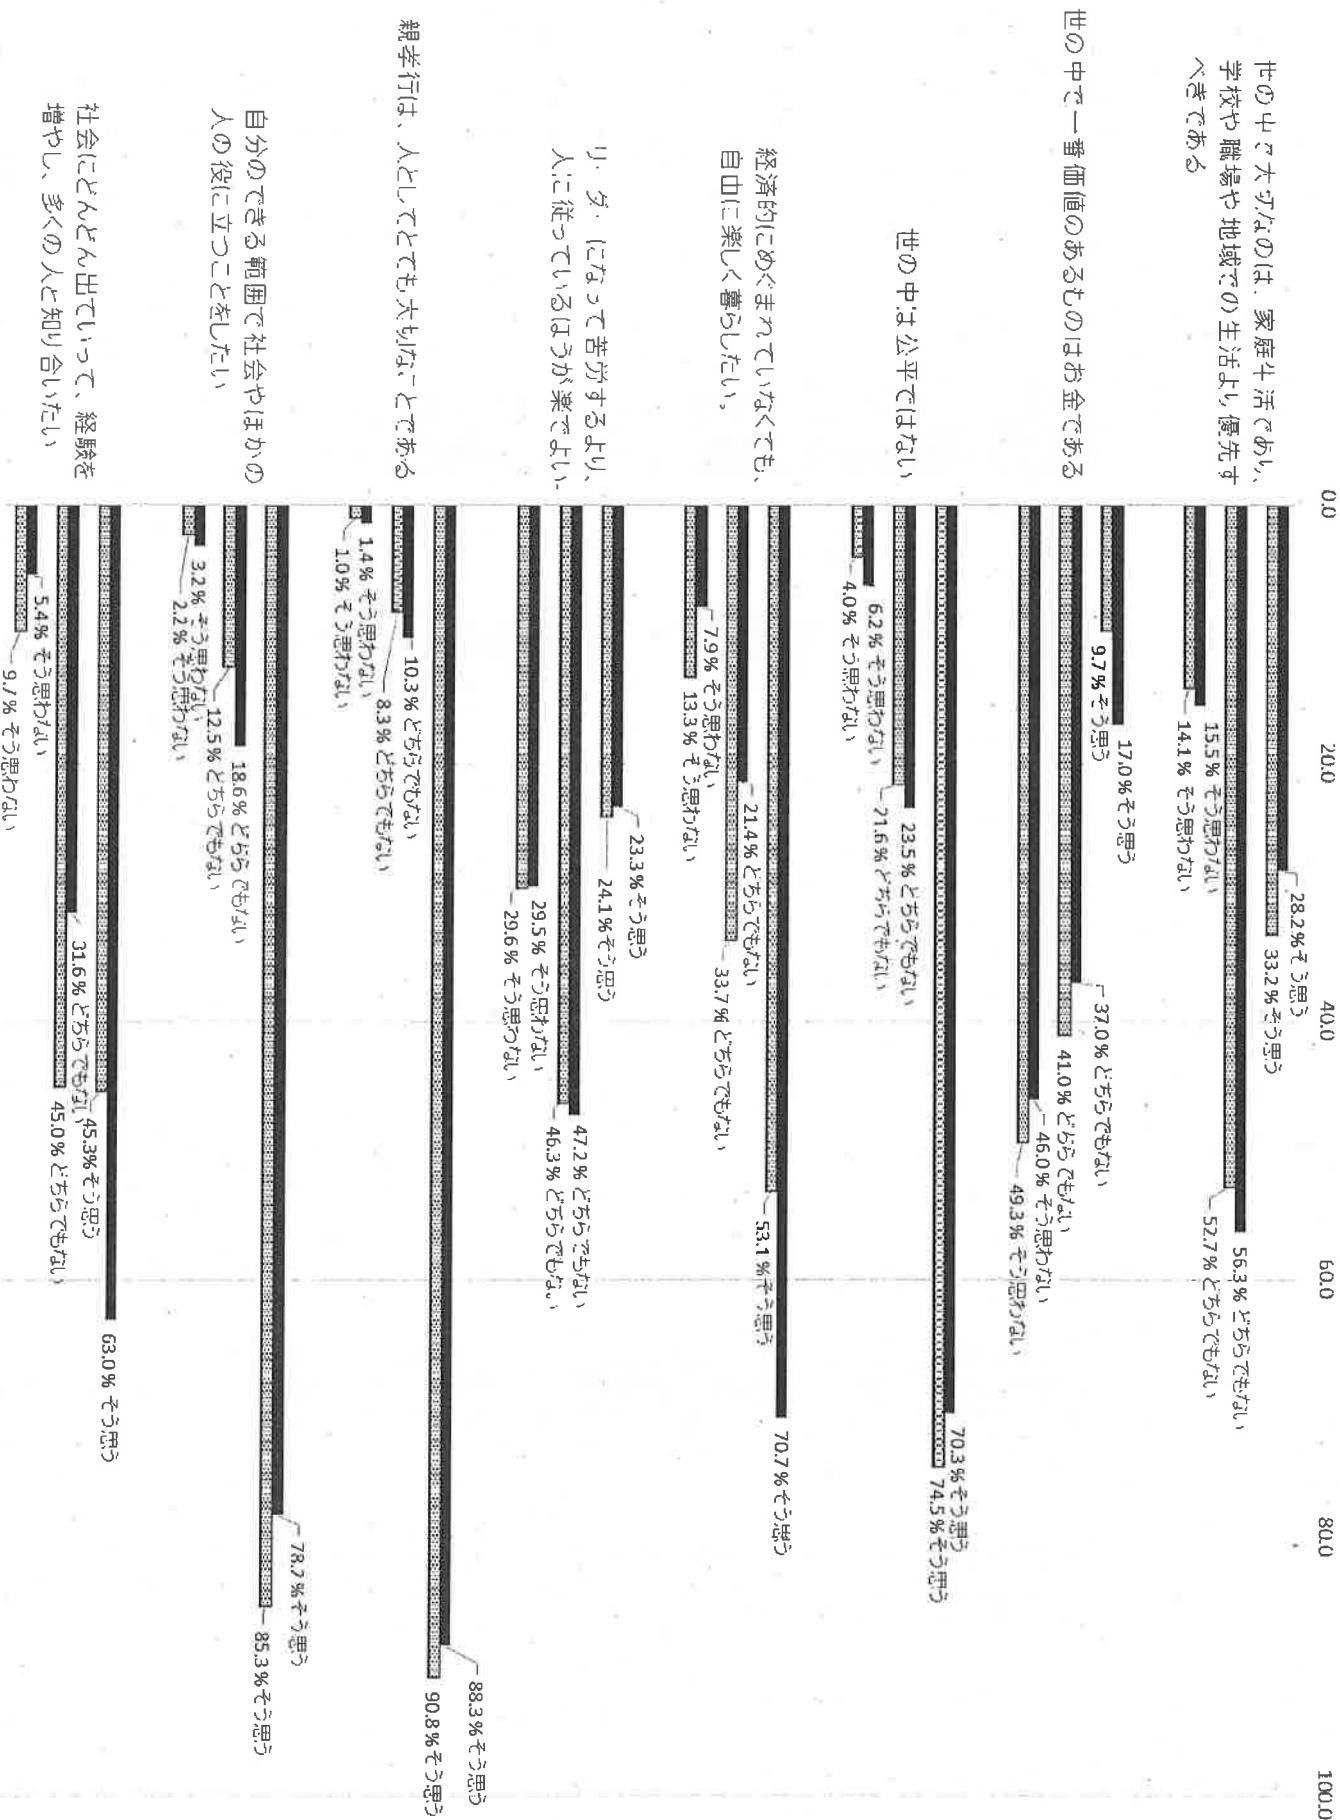 0.0 20.0 40.0 60.0 80.0 100.0
世の中で大切なのは、家庭生活であり、
学校や職場や地域での生活より優先す
べきである
28.2%そう思う
33.2%そう思う
56.3%どちらでもない
52.7%どちらでもない
15.5%そう思わない
14.1%そう思わない
世の中で一番価値のあるものはお金である
17.0%そう思う
9.7%そう思う
37.0%どちらでもない
41.0%どちらでもない
46.0%そう思わない
49.3%そう思わない
世の中は公平ではない
70.3%そう思う
74.5%そう思う
23.5%どちらでもない
21.6%どちらでもない
6.2%そう思わない
4.0%そう思わない
経済的にめぐまれていなくても、
自由に楽しく暮らしたい。
70.7%そう思う
53.1%そう思う
21.4%どちらでもない
33.7%どちらでもない
7.9%そう思わない
13.3%そう思わない
リーダーになって苦労するより、
人に従っているほうが楽でよい
23.3%そう思う
24.1%そう思う
47.2%どちらでもない
46.3%どちらでもない
29.5%そう思わない
29.6%そう思わない
親孝行は、人としてとても大切なことである
88.3%そう思う
90.8%そう思う
10.3%どちらでもない
8.3%どちらでもない
1.4%そう思わない
1.0%そう思わない
自分のできる範囲で社会やほかの
人の役に立つことをしたい
78.2%そう思う
85.3%そう思う
18.6%どちらでもない
12.5%どちらでもない
3.2%そう思わない
2.2%そう思わない
社会にどんどん出ていって、経験を
増やし、多くの人と知り合いたい
63.0%そう思う
45.3%そう思う
31.6%どちらでもない
45.0%どちらでもない
5.4%そう思わない
9.7%そう思わない